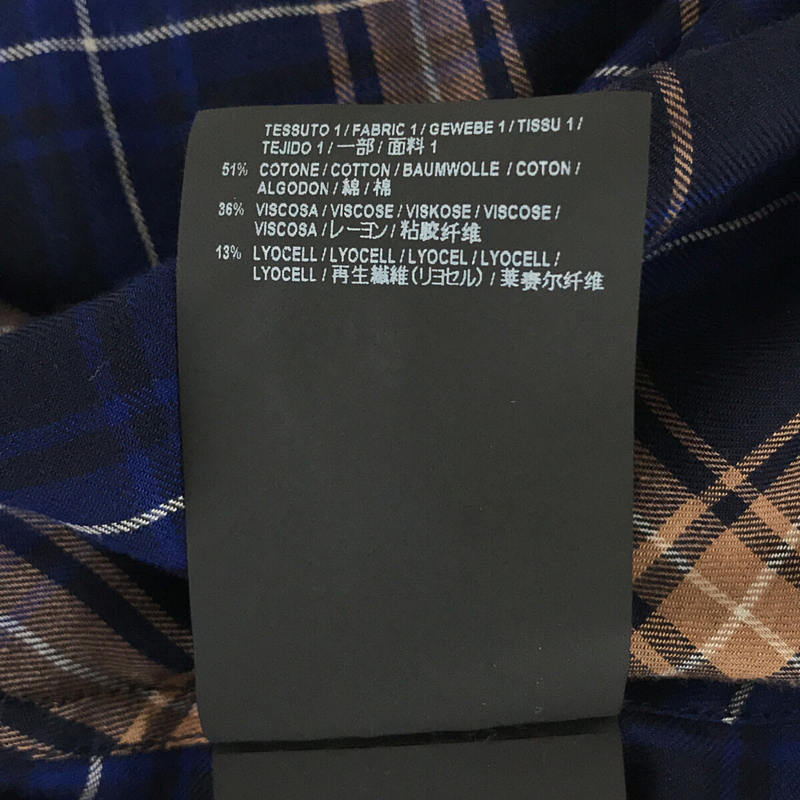 TESSUTO 1 / FABRIC 1 / GEWEBE 1 / TISSU 1 /
TEJIDO 1 / 一部 / 面料 1
51% COTONE / COTTON / BAUMWOLLE / COTON /
ALGODON / 綿 / 棉
36% VISCOSA / VISCOSE / VISKOSE / VISCOSE /
VISCOSA / レーヨン / 粘胶纤维
13% LYOCELL / LYOCELL / LYOCEL / LYOCELL /
LYOCELL / 再生繊維(リヨセル) / 莱赛尔纤维